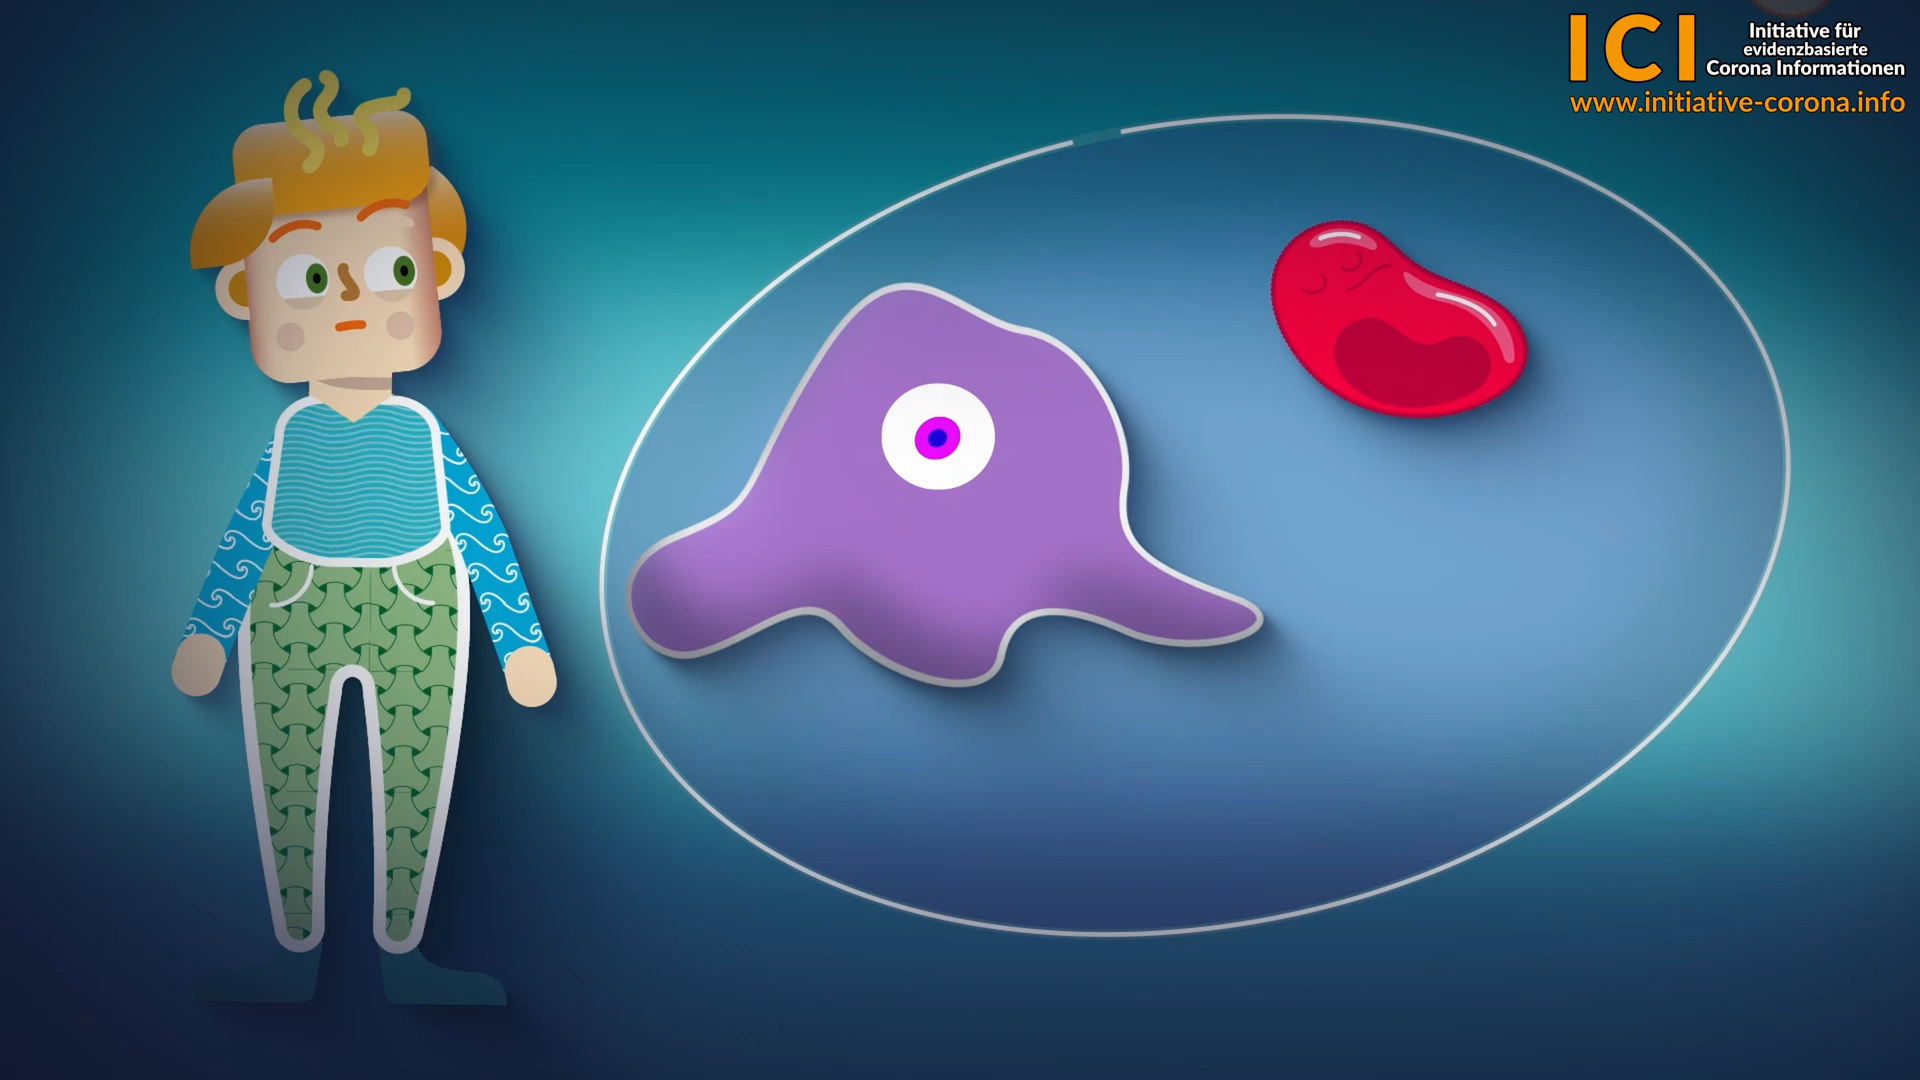 ICI
Initiative für
evidenzbasierte
Corona Informationen
www.initiative-corona.info